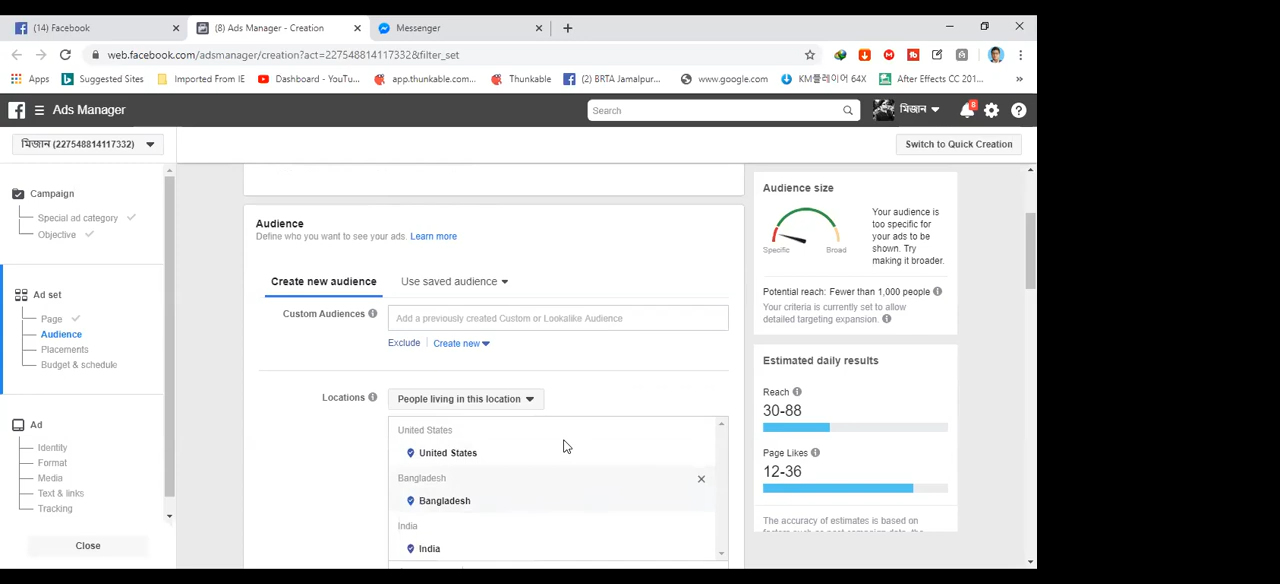 (14) Facebook
(8) Ads Manager - Creation
Messenger
web.facebook.com/adsmanager/creation?act=227548814117332&filter_set
Apps
Suggested Sites
Imported From IE
Dashboard - YouTu...
app.thunkable.com...
Thunkable
(2) BRTA Jamalpur...
www.google.com
KM플레이어 64X
After Effects CC 201...
»
Ads Manager
Search
মিজান
8
মিজান (227548814117332)
Switch to Quick Creation
Campaign
Special ad category
Objective
Ad set
Page
Audience
Placements
Budget & schedule
Ad
Identity
Format
Media
Text & links
Tracking
Close
Audience
Define who you want to see your ads. Learn more
Create new audience
Use saved audience
Custom Audiences
Add a previously created Custom or Lookalike Audience
Exclude
Create new
Locations
People living in this location
United States
United States
Bangladesh
Bangladesh
India
India
Audience size
Specific
Broad
Your audience is
too specific for
your ads to be
shown. Try
making it broader.
Potential reach: Fewer than 1,000 people
Your criteria is currently set to allow
detailed targeting expansion.
Estimated daily results
Reach
30-88
Page Likes
12-36
The accuracy of estimates is based on